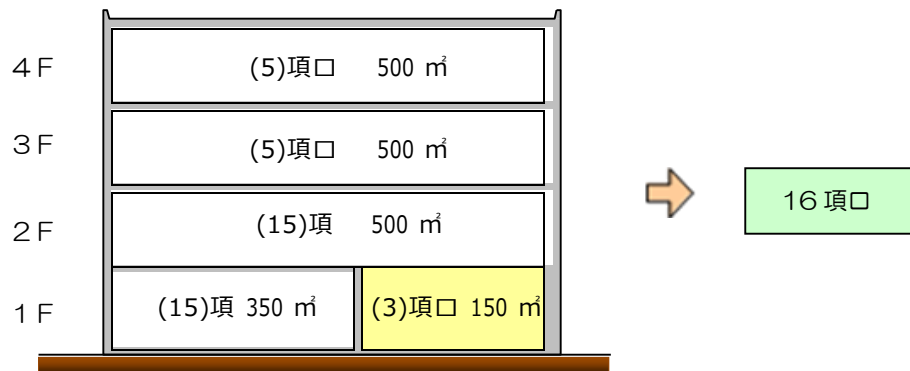 4F (5)項ロ 500 ㎡
3F (5)項ロ 500 ㎡
2F (15)項 500 ㎡
1F (15)項 350 ㎡ (3)項ロ 150 ㎡
16項ロ